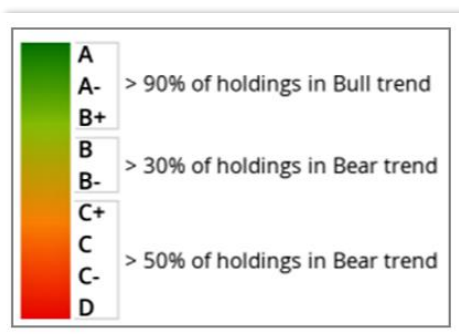 A
A-
> 90% of holdings in Bull trend
B+
B
> 30% of holdings in Bear trend
B-
C+
C
> 50% of holdings in Bear trend
C-
D